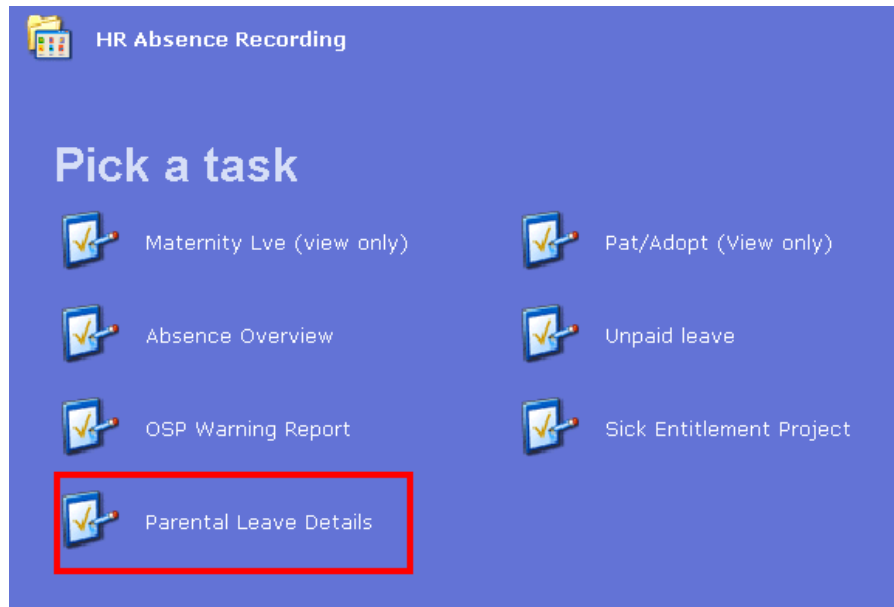 HR Absence Recording
Pick a task
Maternity Lve (view only)
Pat/Adopt (View only)
Absence Overview
Unpaid leave
OSP Warning Report
Sick Entitlement Project
Parental Leave Details